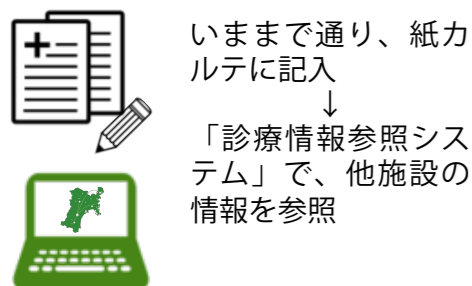 いままで通り、紙カ
ルテに記入
↓
「診療情報参照シス
テム」で、他施設の
情報を参照